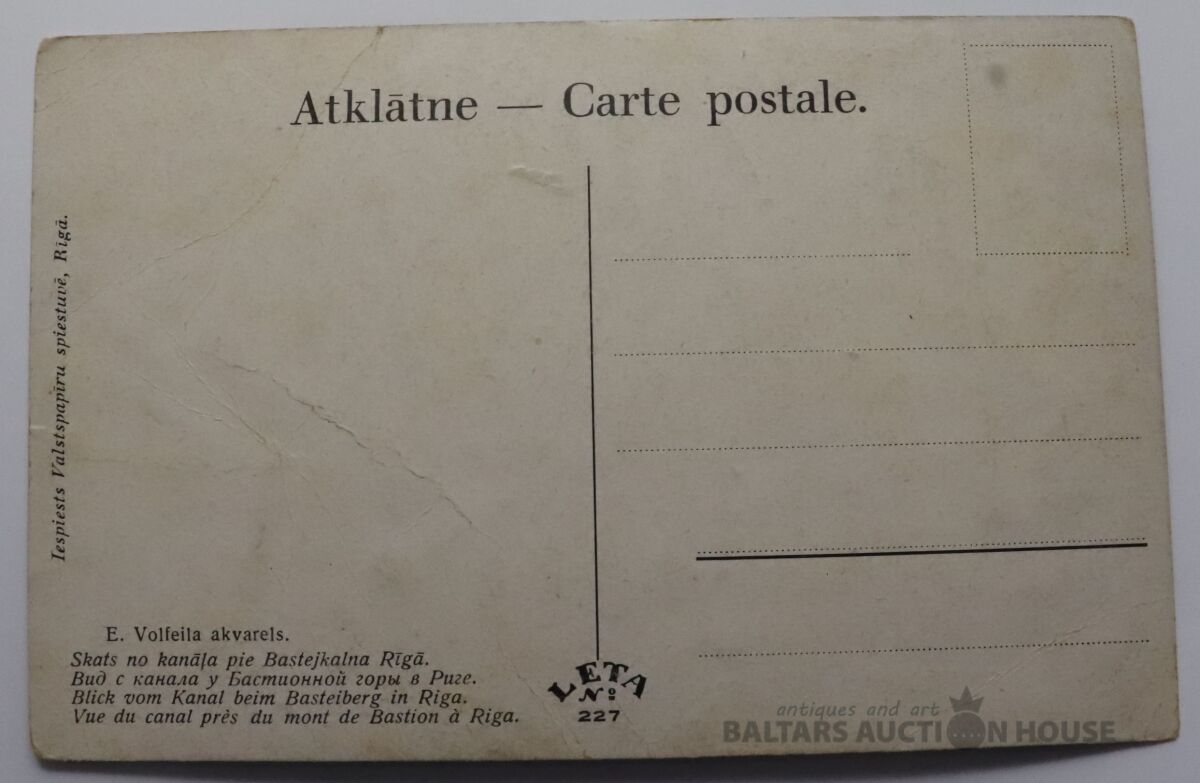 Atklātne — Carte postale.
Iespiests Valstspapīru spiestuvē, Rīgā.
E. Volfeila akvarels.
Skats no kanāļa pie Bastejkalna Ŗīgā.
Вид с канала у Бастионной горы в Риге.
Blick vom Kanal beim Basteiberg in Riga.
Vue du canal près du mont de Bastion à Riga.
LETA
№
227
antiques and art
BALTARS AUCTION HOUSE